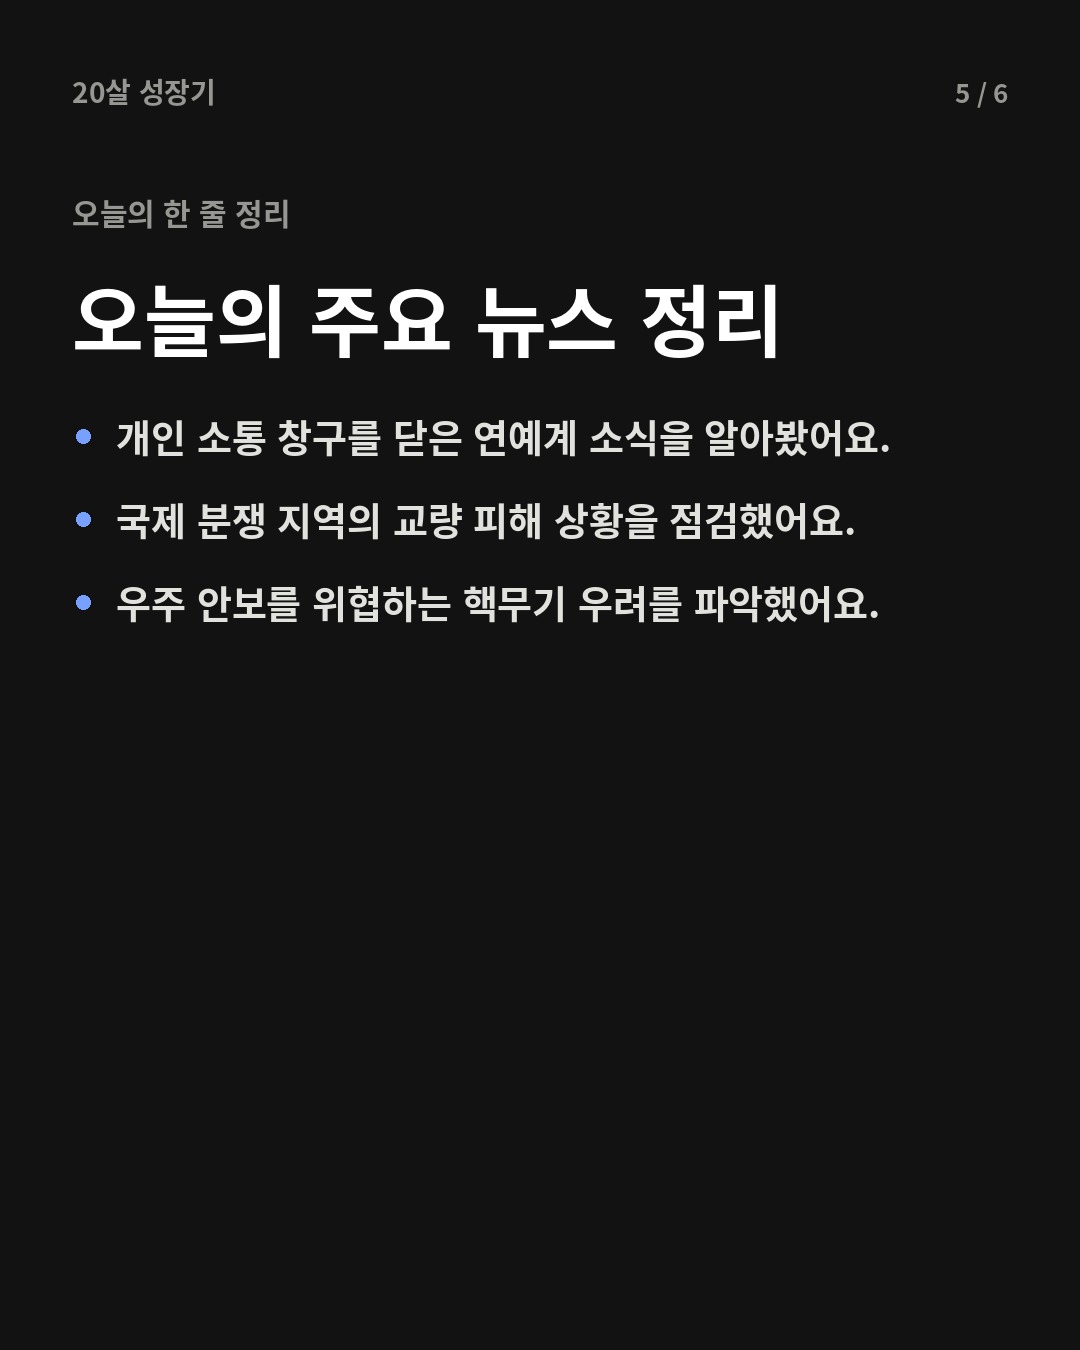 20살 성장기
5 / 6
오늘의 한 줄 정리
오늘의 주요 뉴스 정리
개인 소통 창구를 닫은 연예계 소식을 알아봤어요.
국제 분쟁 지역의 교량 피해 상황을 점검했어요.
우주 안보를 위협하는 핵무기 우려를 파악했어요.